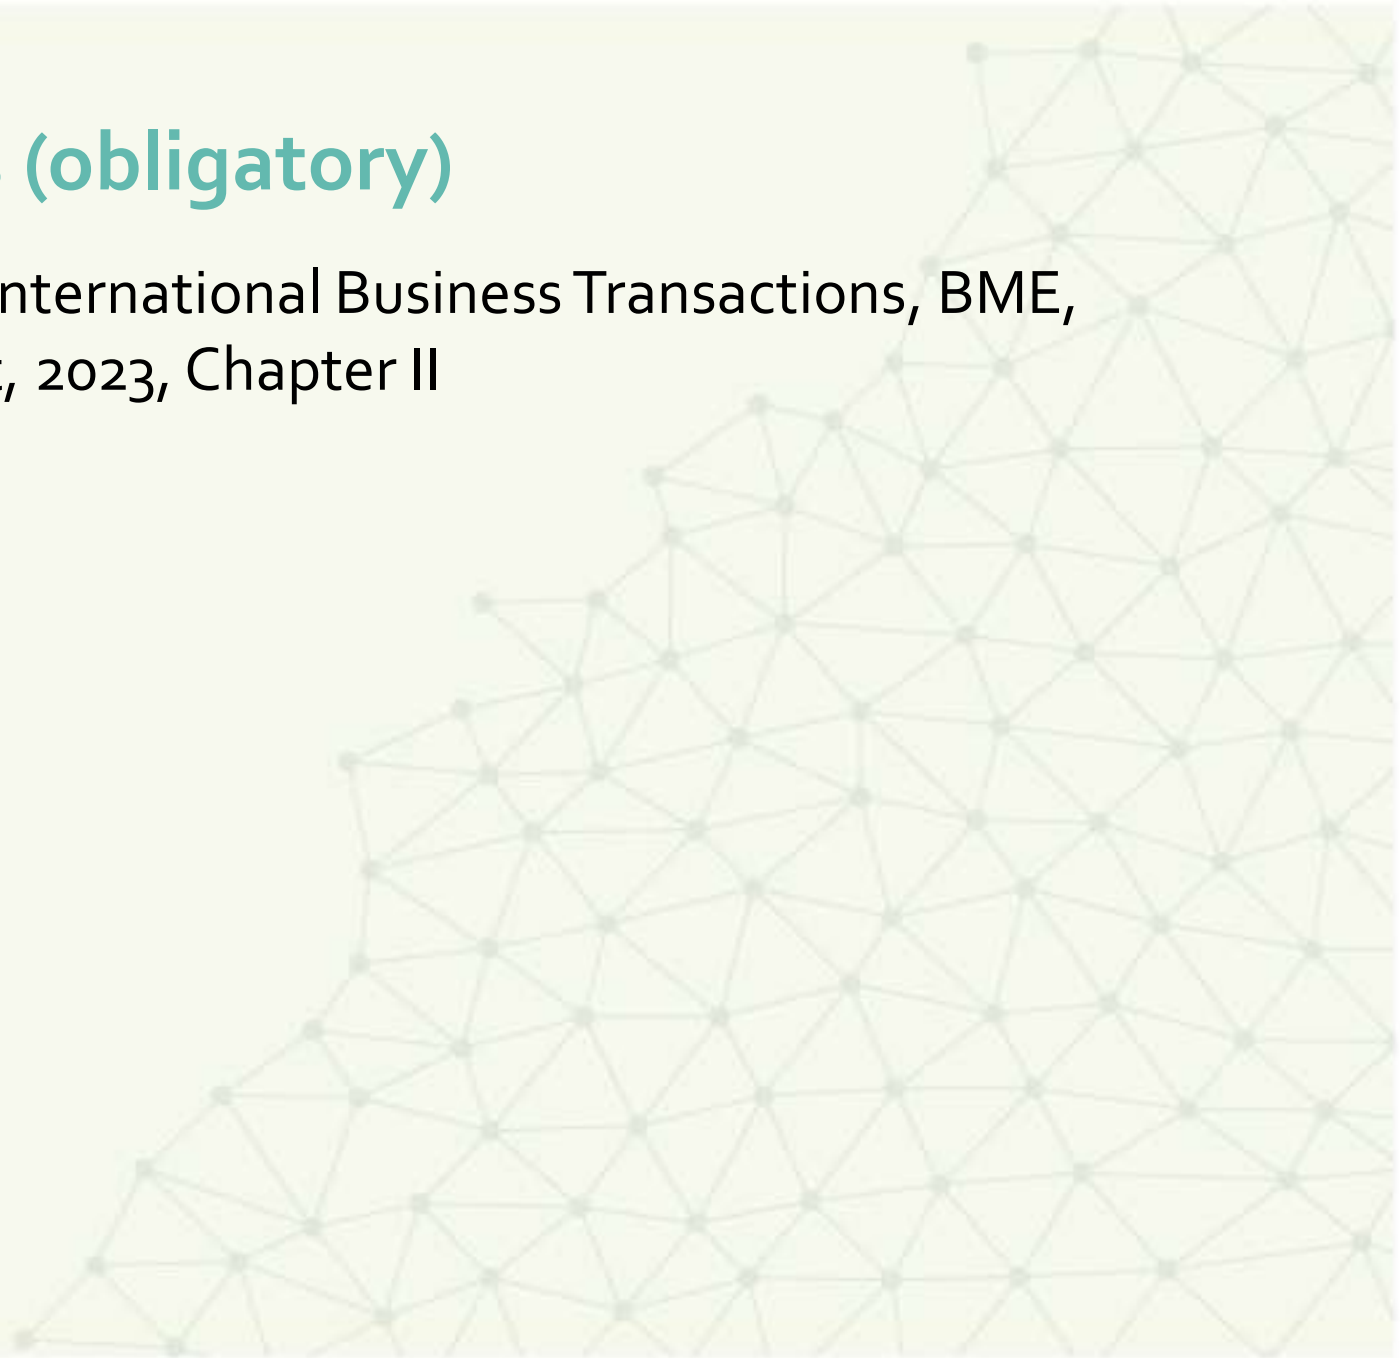 (obligatory)
nternational Business Transactions, BME,
, 2023, Chapter II